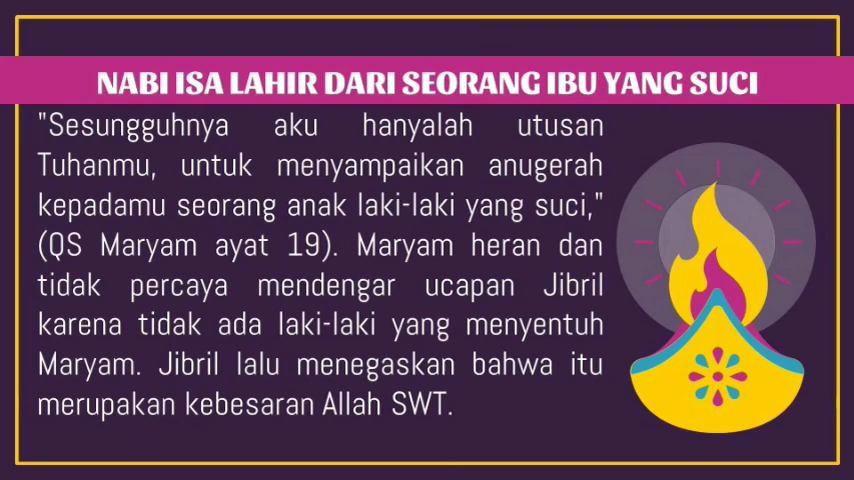 NABI ISA LAHIR DARI SEORANG IBU YANG SUCI
"Sesungguhnya aku hanyalah utusan
Tuhanmu, untuk menyampaikan anugerah
kepadamu seorang anak laki-laki yang suci,"
(QS Maryam ayat 19). Maryam heran dan
tidak percaya mendengar ucapan Jibril
karena tidak ada laki-laki yang menyentuh
Maryam. Jibril lalu menegaskan bahwa itu
merupakan kebesaran Allah SWT.